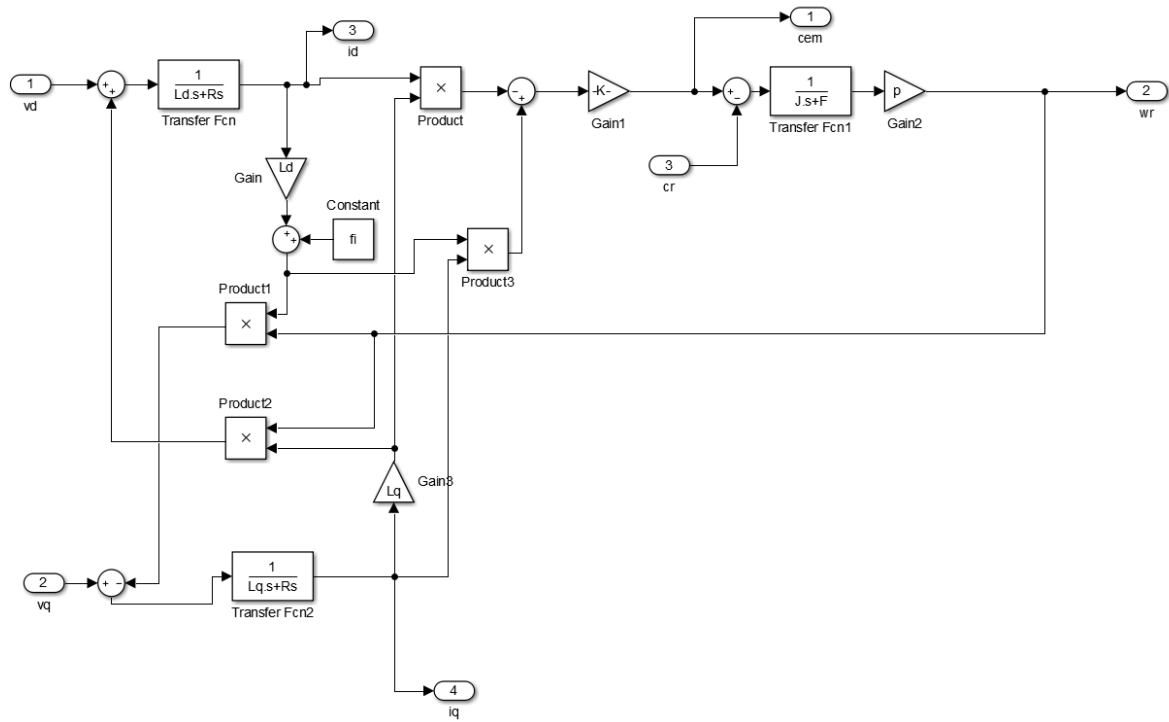 3
id
1
cem
1
vd
+
+
1
Ld.s+Rs
Transfer Fcn
×
Product
−
+
-K-
Gain1
+
−
1
J.s+F
Transfer Fcn1
p
Gain2
2
wr
3
cr
Ld
Gain
Constant
fi
+
+
×
Product3
Product1
×
Product2
×
Lq
Gain3
2
vq
+
−
1
Lq.s+Rs
Transfer Fcn2
4
iq